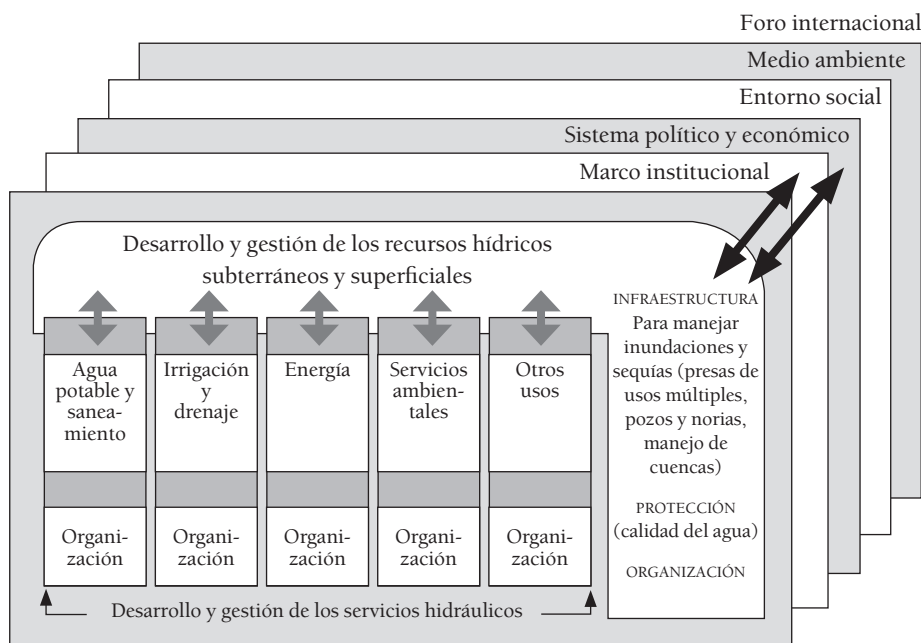 Foro internacional
Medio ambiente
Entorno social
Sistema político y económico
Marco institucional
Desarrollo y gestión de los recursos hídricos
subterráneos y superficiales
Agua
potable y
sanea-
miento
Irrigación
y
drenaje
Energía
Servicios
ambien-
tales
Otros
usos
Organi-
zación
Organi-
zación
Organi-
zación
Organi-
zación
Organi-
zación
Desarrollo y gestión de los servicios hidráulicos
INFRAESTRUCTURA
Para manejar
inundaciones y
sequías (presas de
usos múltiples,
pozos y norias,
manejo de
cuencas)
PROTECCIÓN
(calidad del agua)
ORGANIZACIÓN